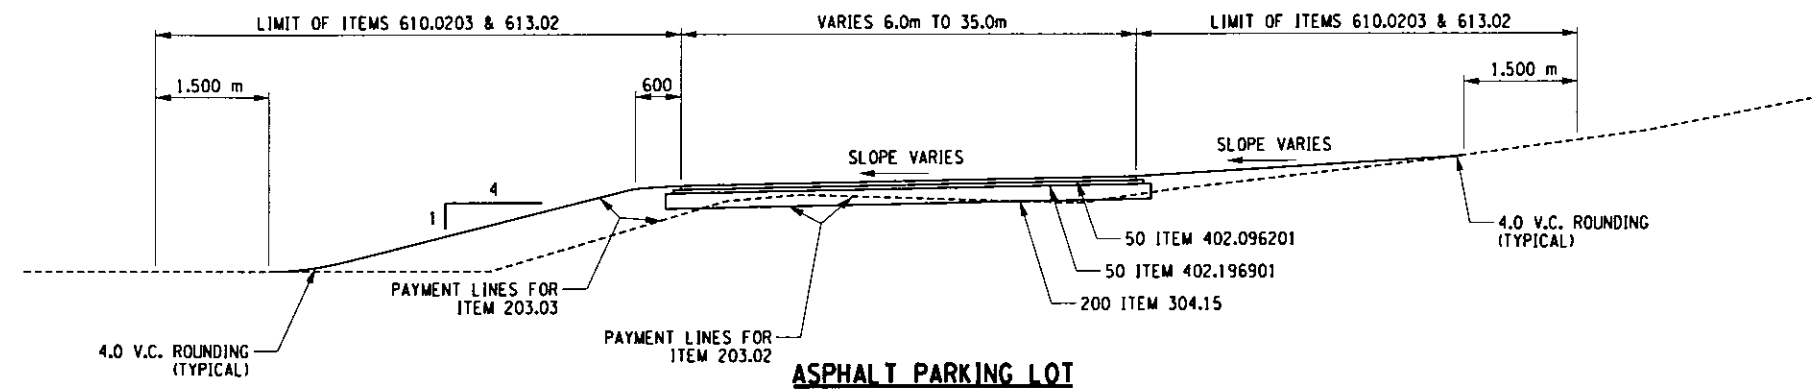 LIMIT OF ITEMS 610.0203 & 613.02
VARIES 6.0m TO 35.0m
LIMIT OF ITEMS 610.0203 & 613.02
1.500 m
600
1.500 m
SLOPE VARIES
SLOPE VARIES
4
1
4.0 V.C. ROUNDING
(TYPICAL)
50 ITEM 402.096201
50 ITEM 402.196901
200 ITEM 304.15
PAYMENT LINES FOR
ITEM 203.03
PAYMENT LINES FOR
ITEM 203.02
4.0 V.C. ROUNDING
(TYPICAL)
ASPHALT PARKING LOT